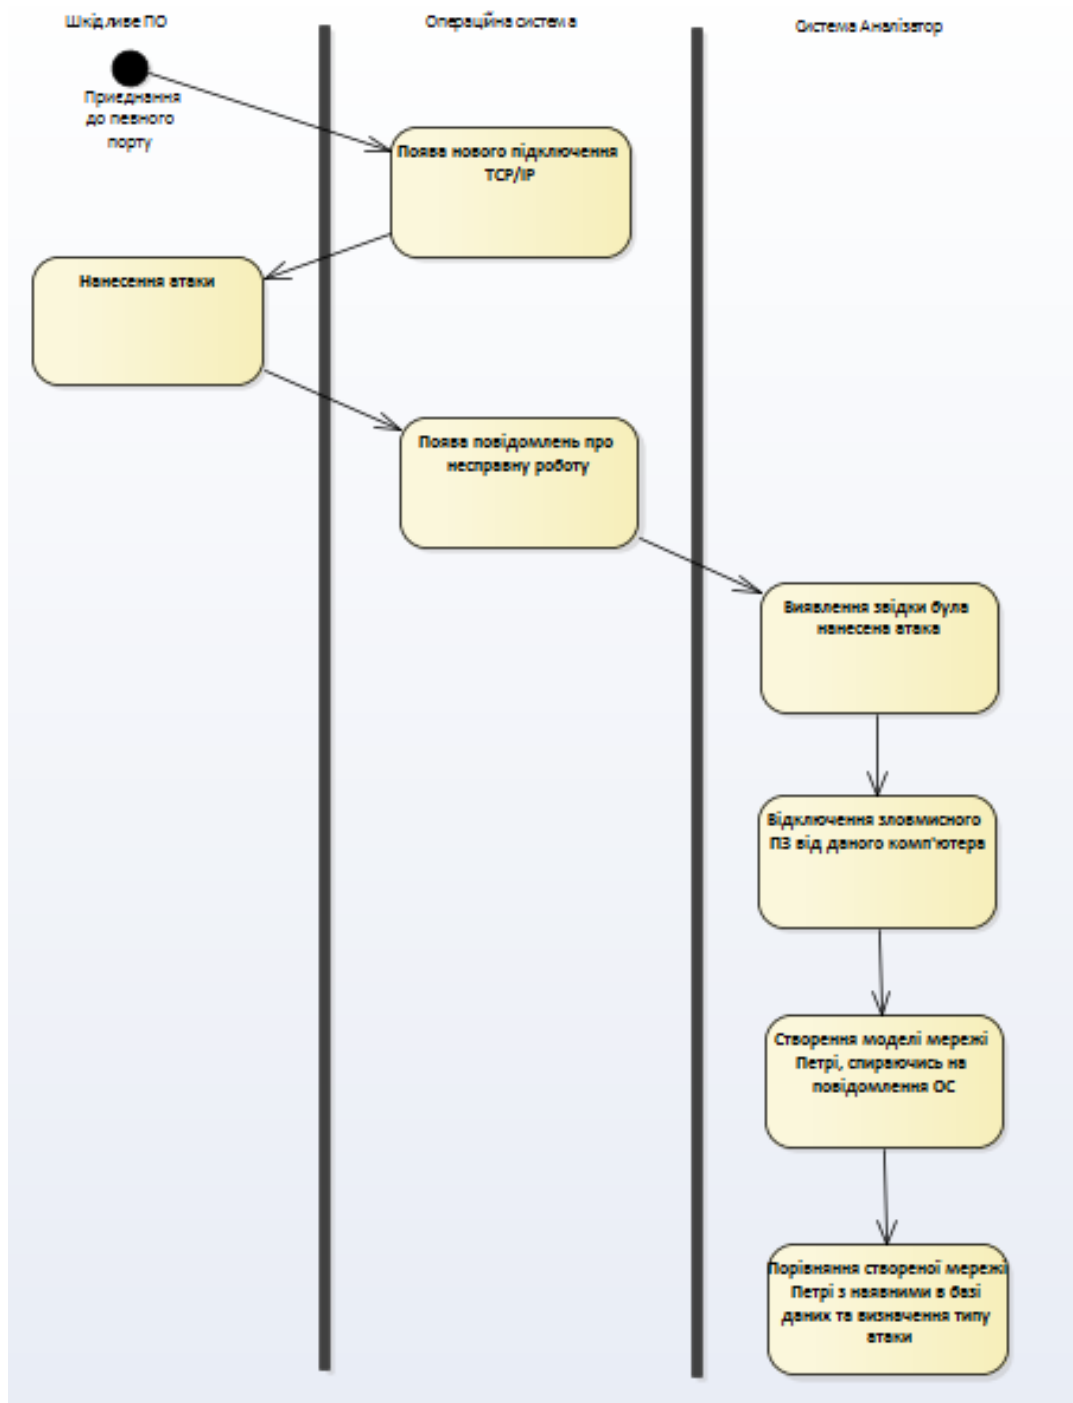 Шкідливе ПО
Операційна система
Система Аналізатор
Приєднання
до певного
порту
Поява нового підключення
TCP/IP
Нанесення атаки
Поява повідомлень про
несправну роботу
Виявлення звідки була
нанесена атака
Відключення зловмисного
ПЗ від даного комп'ютера
Створення моделі мережі
Петрі, спираючись на
повідомлення ОС
Порівняння створеної мережі
Петрі з наявними в базі
даних та визначення типу
атаки